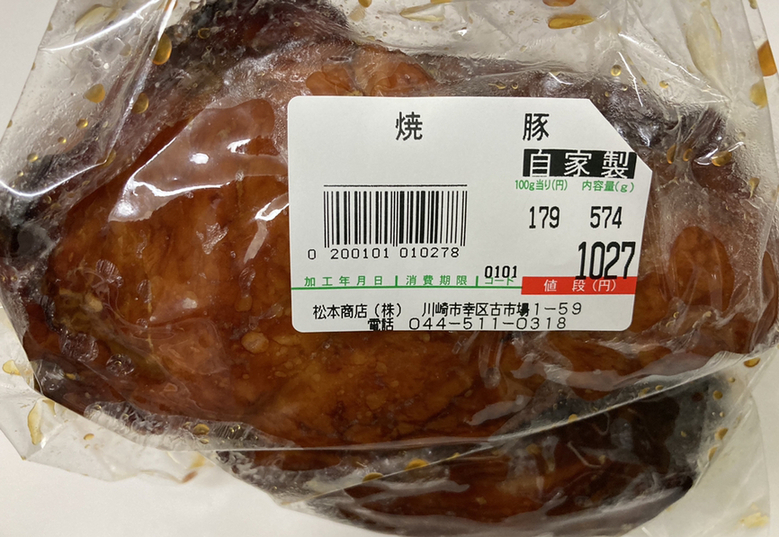 焼 豚
自家製
100g当り(円) 内容量(g)
179 574
1027
0 200101 010278
加工年月日 消費期限 コード 0101 値段(円)
松本商店(株) 川崎市幸区古市場1-59
電話 044-511-0318